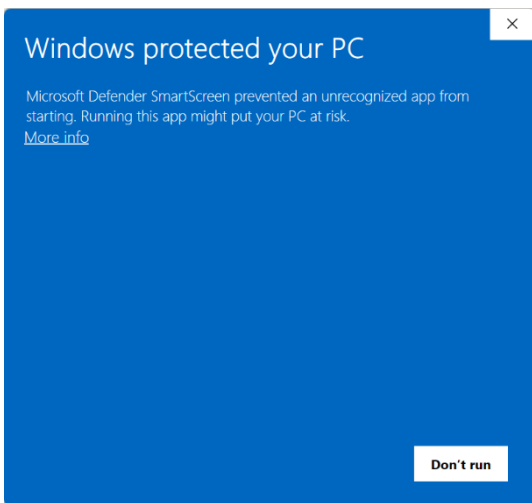 Windows protected your PC
Microsoft Defender SmartScreen prevented an unrecognized app from
starting. Running this app might put your PC at risk.
More info
Don't run